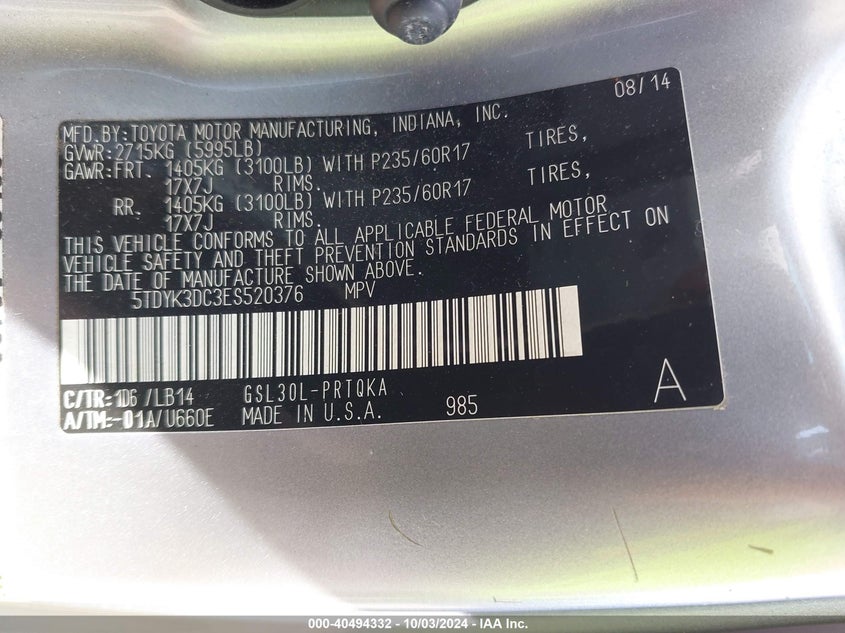 08/14
MFD.BY:TOYOTA MOTOR MANUFACTURING, INDIANA, INC.
GVWR:2715KG (5995LB)
GAWR:FRT. 1405KG (3100LB) WITH P235/60R17 TIRES,
17X7J RIMS.
RR. 1405KG (3100LB) WITH P235/60R17 TIRES,
17X7J RIMS.
THIS VEHICLE CONFORMS TO ALL APPLICABLE FEDERAL MOTOR
VEHICLE SAFETY AND THEFT PREVENTION STANDARDS IN EFFECT ON
THE DATE OF MANUFACTURE SHOWN ABOVE.
5TDYK3DC3ES520376 MPV
C/TR:1D6 /LB14 GSL30L-PRTQKA
A/TM:-01A/U660E MADE IN U.S.A. 985
A
000-40494332 - 10/03/2024 - IAA Inc.